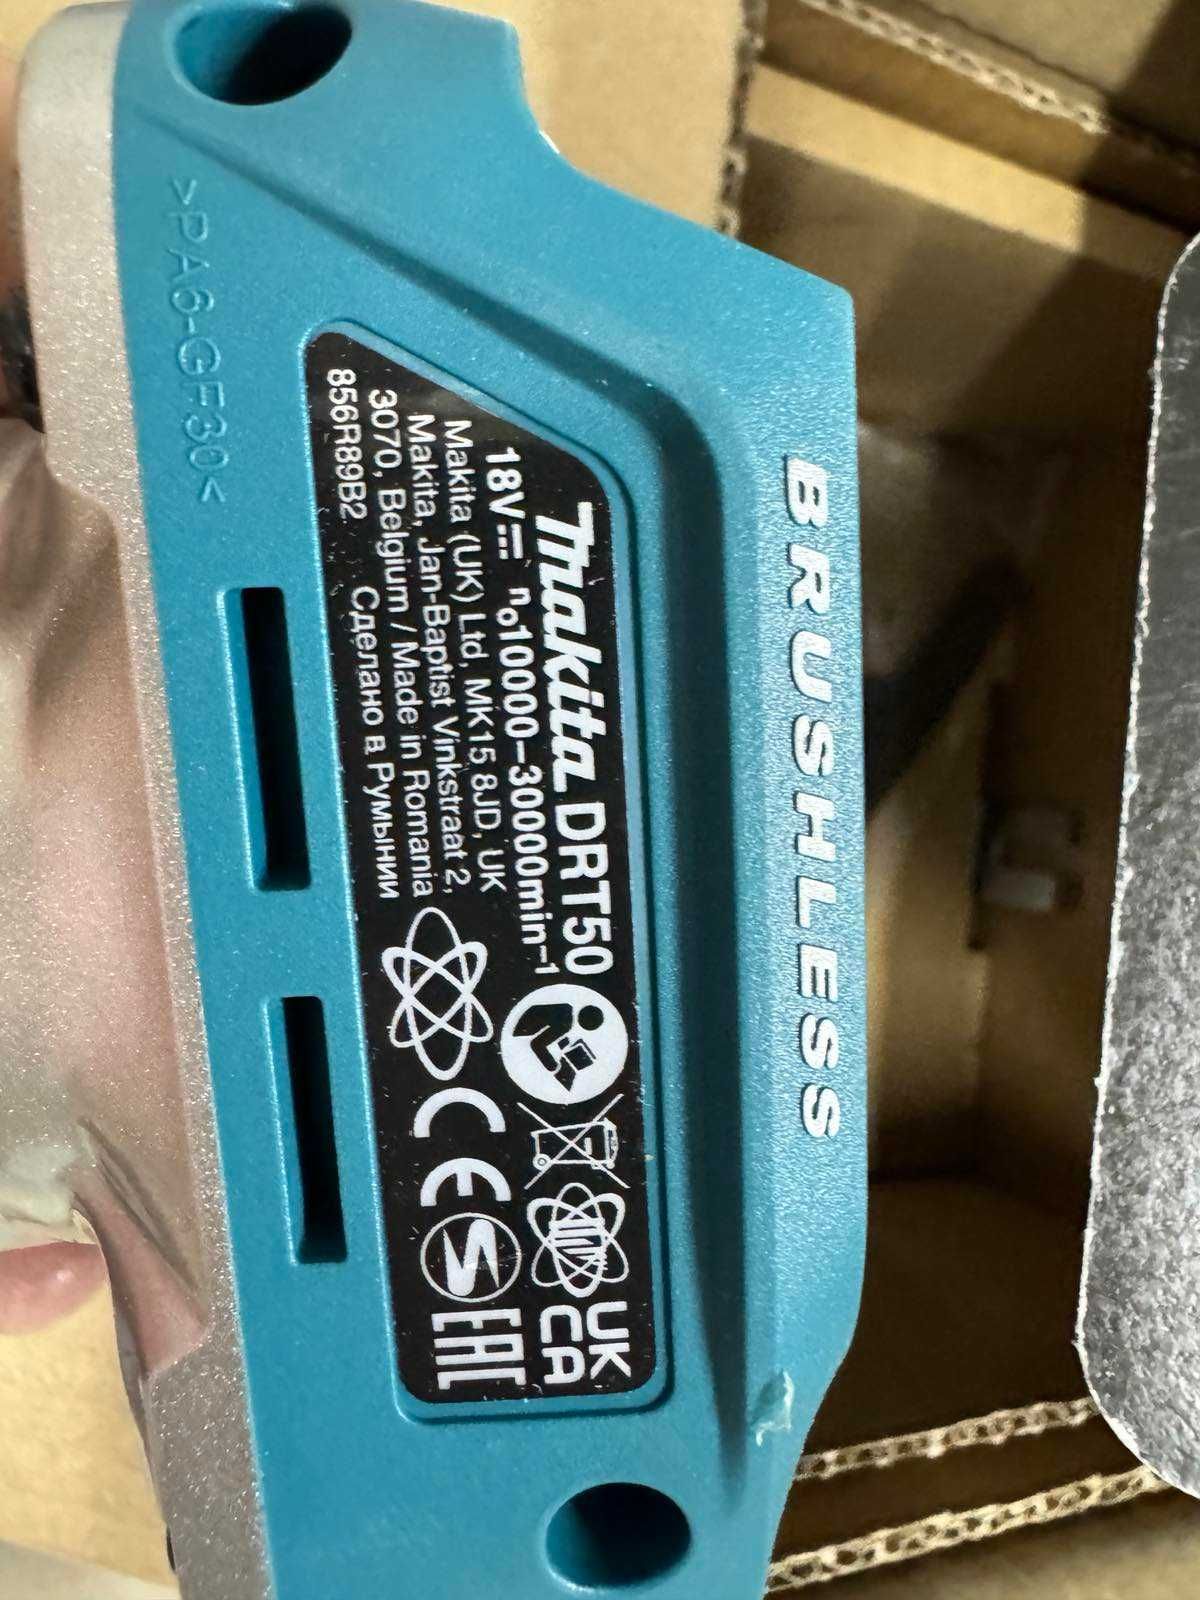 BRUSHLESS
makita DRT50
18V⎓ n₀10000–30000min⁻¹
Makita (UK) Ltd, MK15 8JD, UK
Makita, Jan-Baptist Vinkstraat 2,
3070, Belgium / Made in Romania
856R89B2 Сделано в Румынии
UK
CA
CE
EAC
>PA6-GF30<